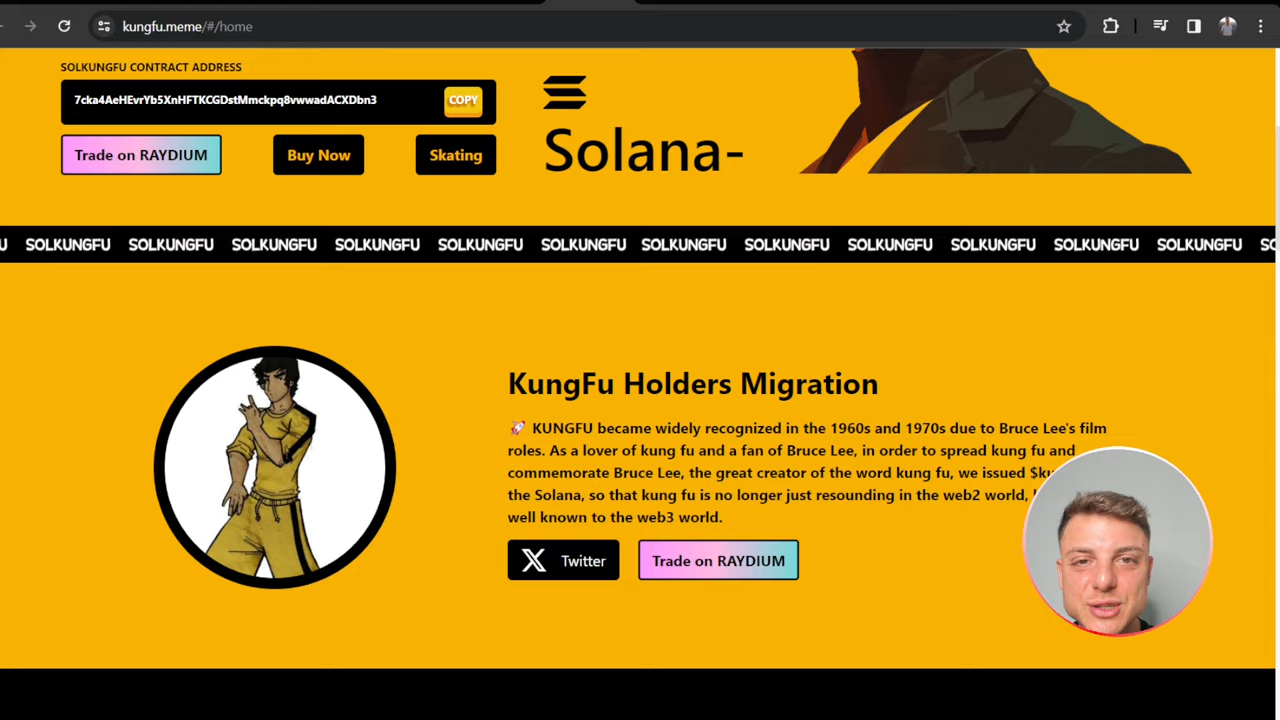 kungfu.meme/#/home
SOLKUNGFU CONTRACT ADDRESS
7cka4AeHEvrYb5XnHFTKCGDstMmckpq8vwwadACXDbn3 COPY
Trade on RAYDIUM Buy Now Skating
Solana-
SOLKUNGFU SOLKUNGFU SOLKUNGFU SOLKUNGFU SOLKUNGFU SOLKUNGFU SOLKUNGFU SOLKUNGFU SOLKUNGFU SOLKUNGFU SOLKUNGFU SOLKUNGFU
KungFu Holders Migration
🚀 KUNGFU became widely recognized in the 1960s and 1970s due to Bruce Lee's film
roles. As a lover of kung fu and a fan of Bruce Lee, in order to spread kung fu and
commemorate Bruce Lee, the great creator of the word kung fu, we issued
the Solana, so that kung fu is no longer just resounding in the web2 world,
well known to the web3 world.
Twitter Trade on RAYDIUM